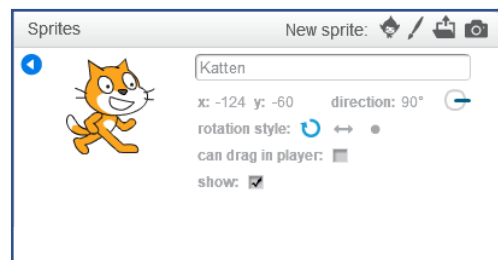 Sprites New sprite:
Katten
x: -124 y: -60 direction: 90°
rotation style:
can drag in player:
show: